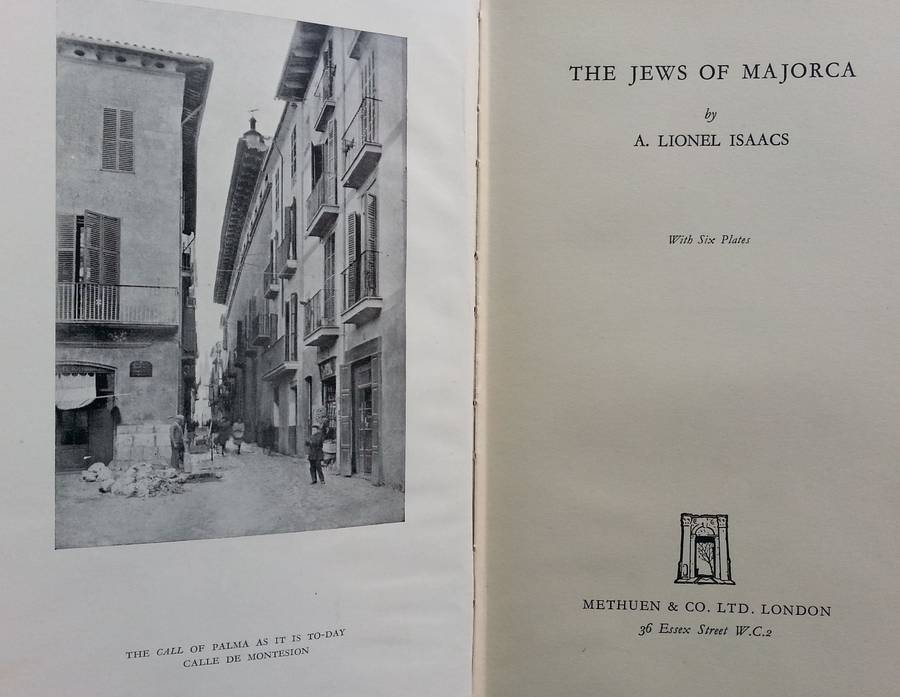 THE CALL OF PALMA AS IT IS TO-DAY
CALLE DE MONTESION
THE JEWS OF MAJORCA
by
A. LIONEL ISAACS
With Six Plates
METHUEN & CO. LTD. LONDON
36 Essex Street W.C.2